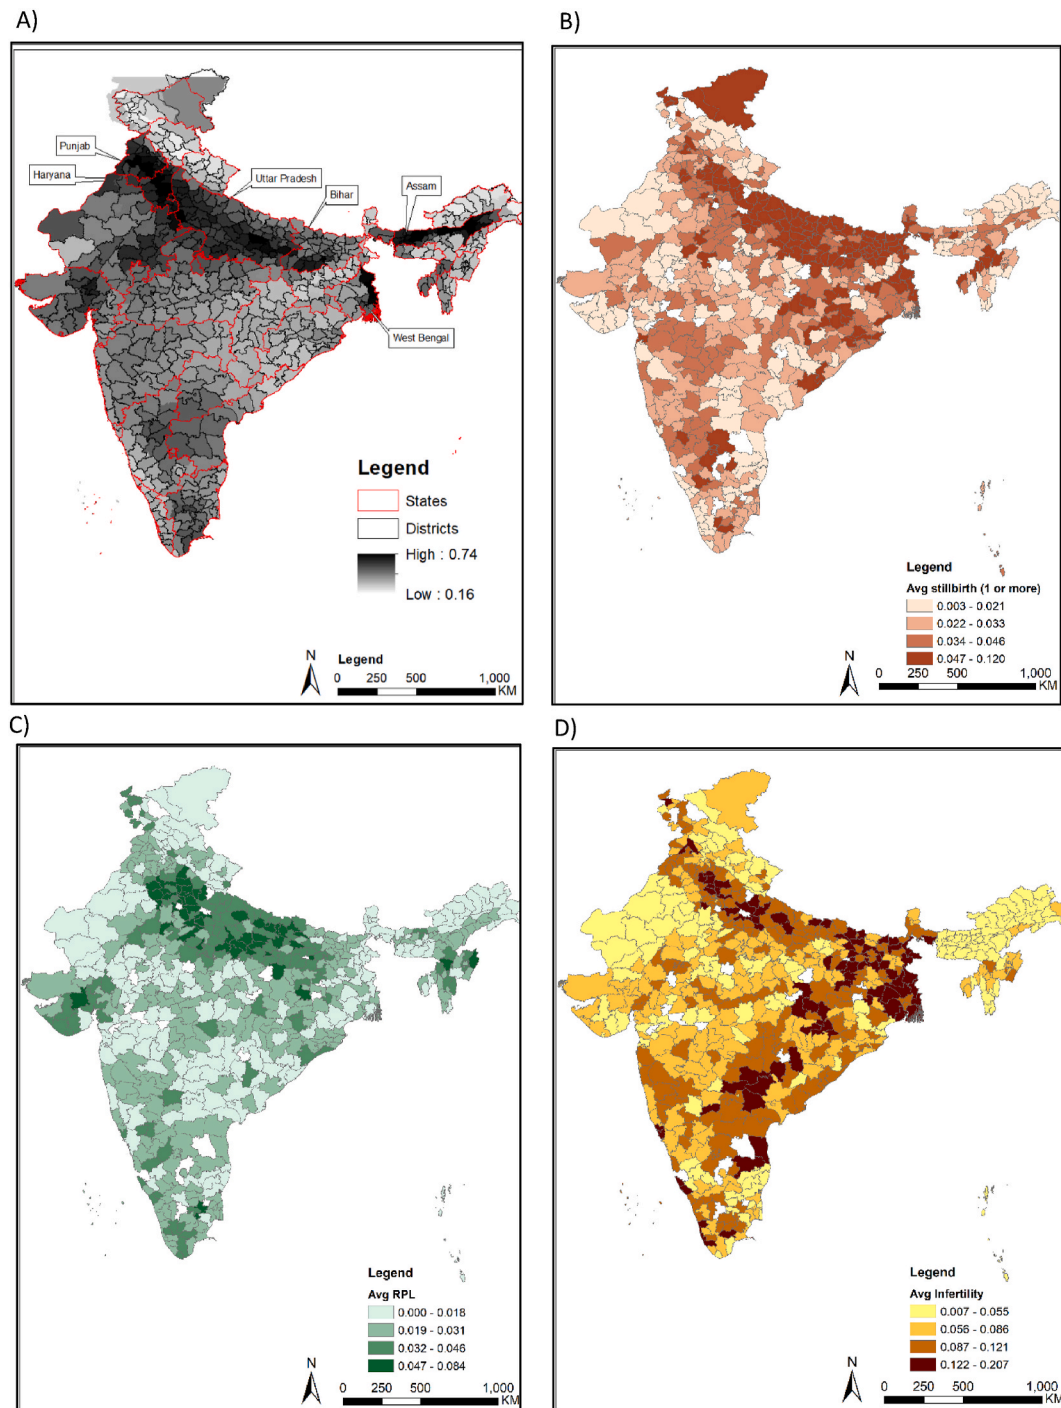 A)
Punjab
Haryana
Uttar Pradesh
Bihar
Assam
West Bengal
Legend
States
Districts
High : 0.74
Low : 0.16
N
Legend
0 250 500 1,000
KM
B)
Legend
Avg stillbirth (1 or more)
0.003 - 0.021
0.022 - 0.033
0.034 - 0.046
0.047 - 0.120
N
0 250 500 1,000
KM
C)
Legend
Avg RPL
0.000 - 0.018
0.019 - 0.031
0.032 - 0.046
0.047 - 0.084
N
0 250 500 1,000
KM
D)
Legend
Avg Infertility
0.007 - 0.055
0.056 - 0.086
0.087 - 0.121
0.122 - 0.207
N
0 250 500 1,000
KM